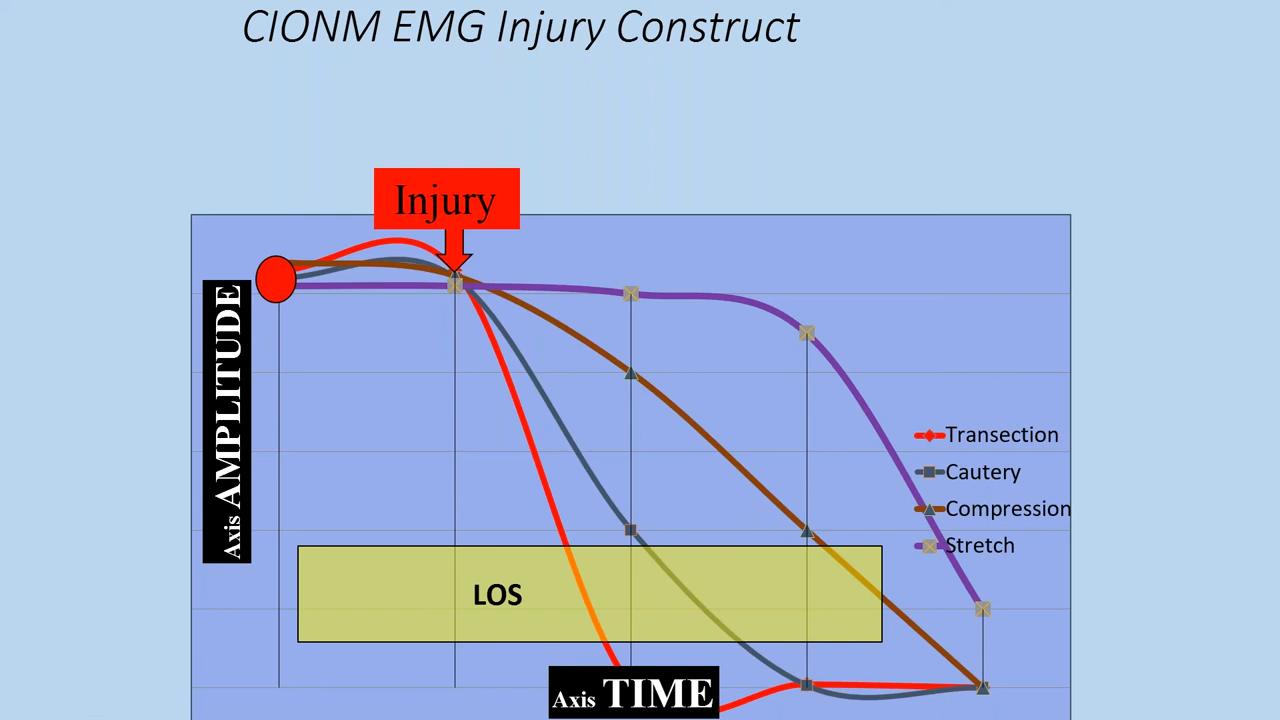 CIONM EMG Injury Construct
Injury
Axis AMPLITUDE
Transection
Cautery
Compression
Stretch
LOS
Axis TIME